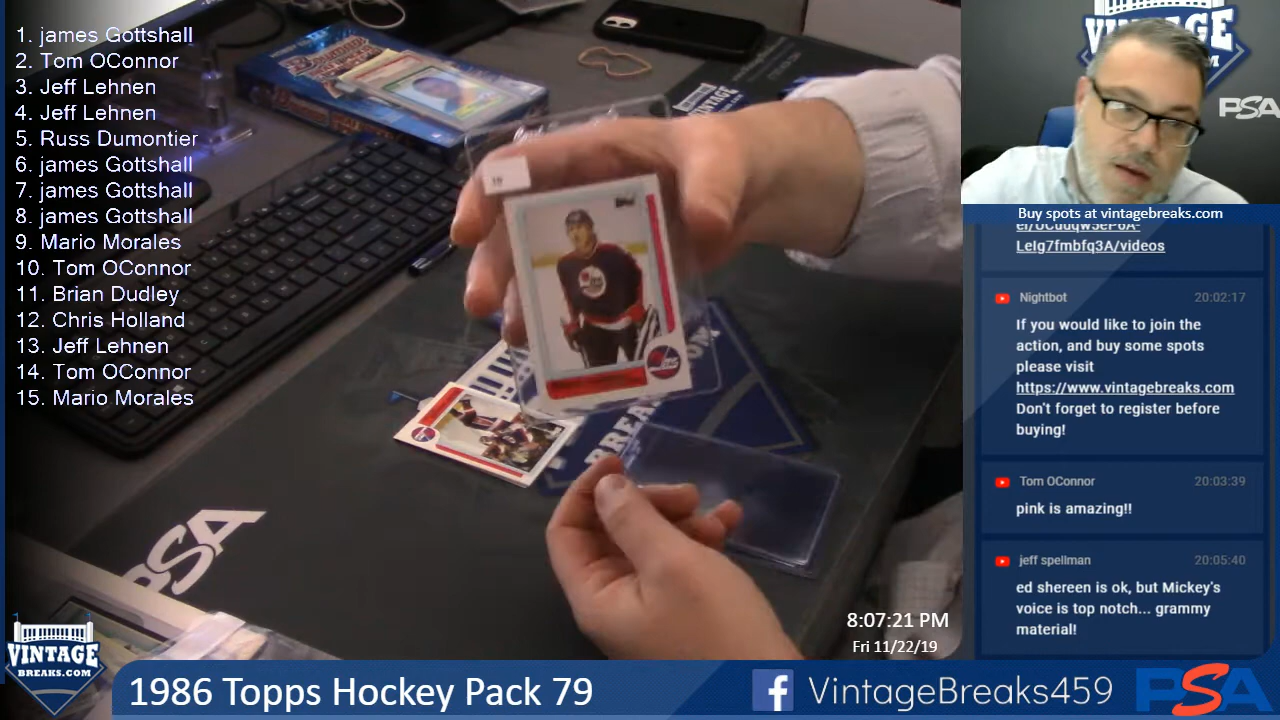 1. james Gottshall
2. Tom OConnor
3. Jeff Lehnen
4. Jeff Lehnen
5. Russ Dumontier
6. james Gottshall
7. james Gottshall
8. james Gottshall
9. Mario Morales
10. Tom OConnor
11. Brian Dudley
12. Chris Holland
13. Jeff Lehnen
14. Tom OConnor
15. Mario Morales
Topps
PSA
VINTAGE
PSA
Buy spots at vintagebreaks.com
LeIg7fmbfq3A/videos
Nightbot 20:02:17
If you would like to join the
action, and buy some spots
please visit
https://www.vintagebreaks.com
Don't forget to register before
buying!
Tom OConnor 20:03:39
pink is amazing!!
jeff spellman 20:05:40
ed shereen is ok, but Mickey's
voice is top notch... grammy
material!
8:07:21 PM
Fri 11/22/19
VINTAGE
BREAKS.COM
1986 Topps Hockey Pack 79
f VintageBreaks459
PSA